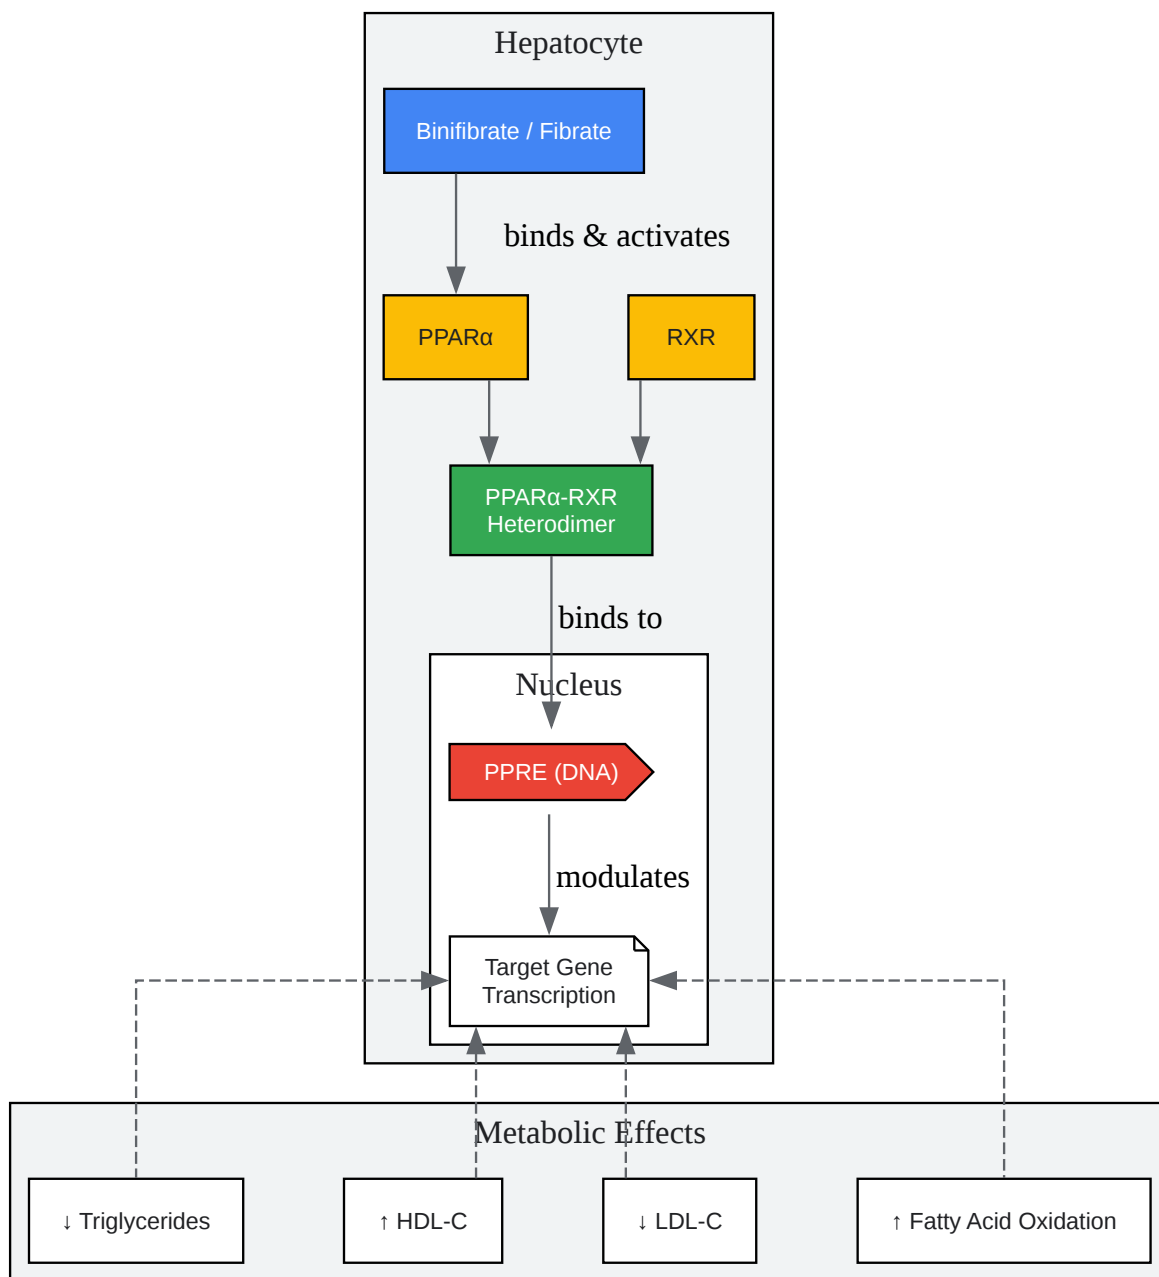 Hepatocyte
Binifibrate / Fibrate
binds & activates
PPARα
RXR
PPARα-RXR
Heterodimer
binds to
Nucleus
PPRE (DNA)
modulates
Target Gene
Transcription
Metabolic Effects
↓ Triglycerides
↑ HDL-C
↓ LDL-C
↑ Fatty Acid Oxidation